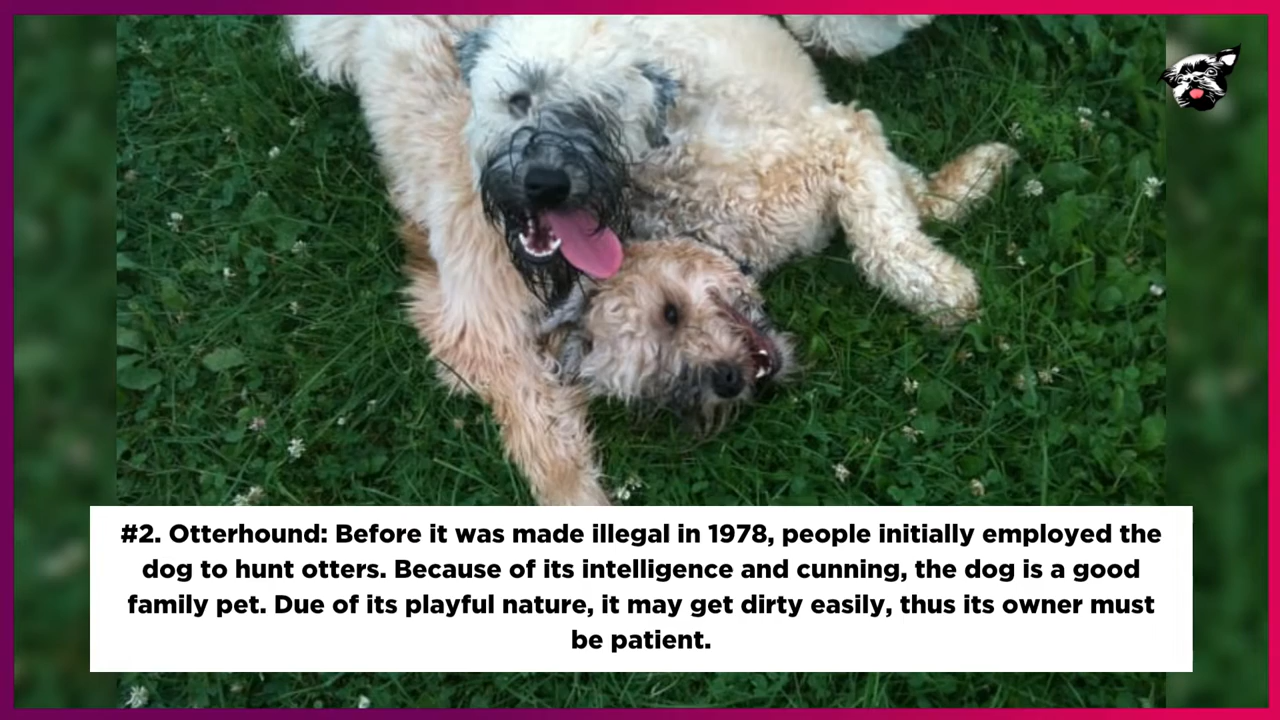 #2. Otterhound: Before it was made illegal in 1978, people initially employed the
dog to hunt otters. Because of its intelligence and cunning, the dog is a good
family pet. Due of its playful nature, it may get dirty easily, thus its owner must
be patient.